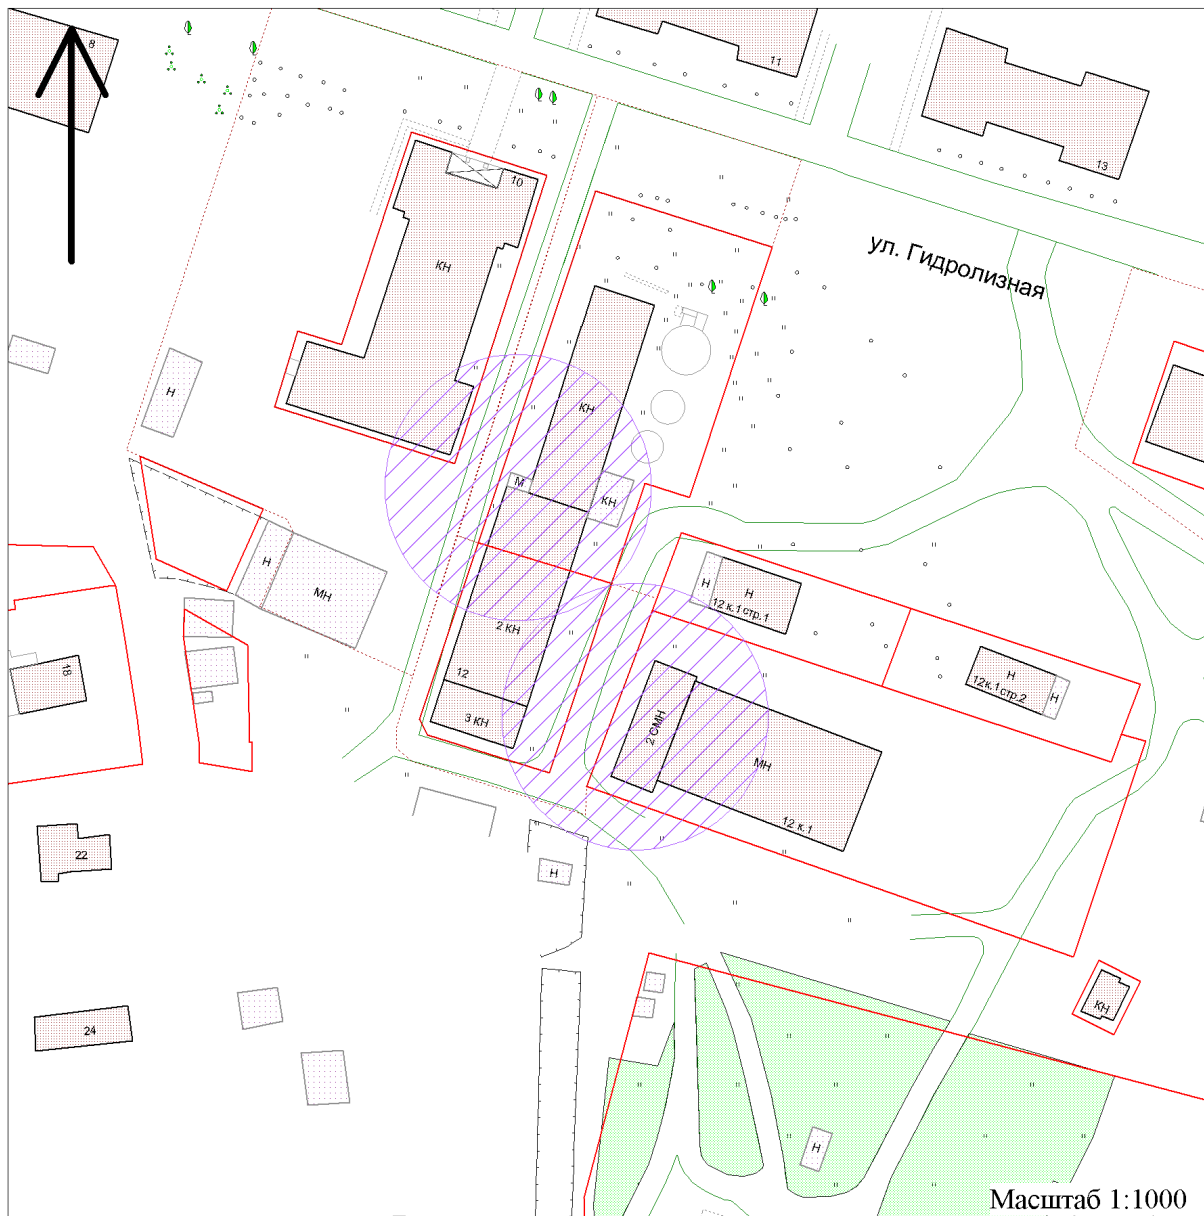 8
11
13
10
ул. Гидролизная
КН
Н
КН
М
КН
Н
МН
Н
Н
12 к.1 стр.1
2 КН
Н
12к.1 стр.2
Н
18
12
3 КН
2 СМН
МН
12 к.1
22
Н
24
КН
Н
Масштаб 1:1000